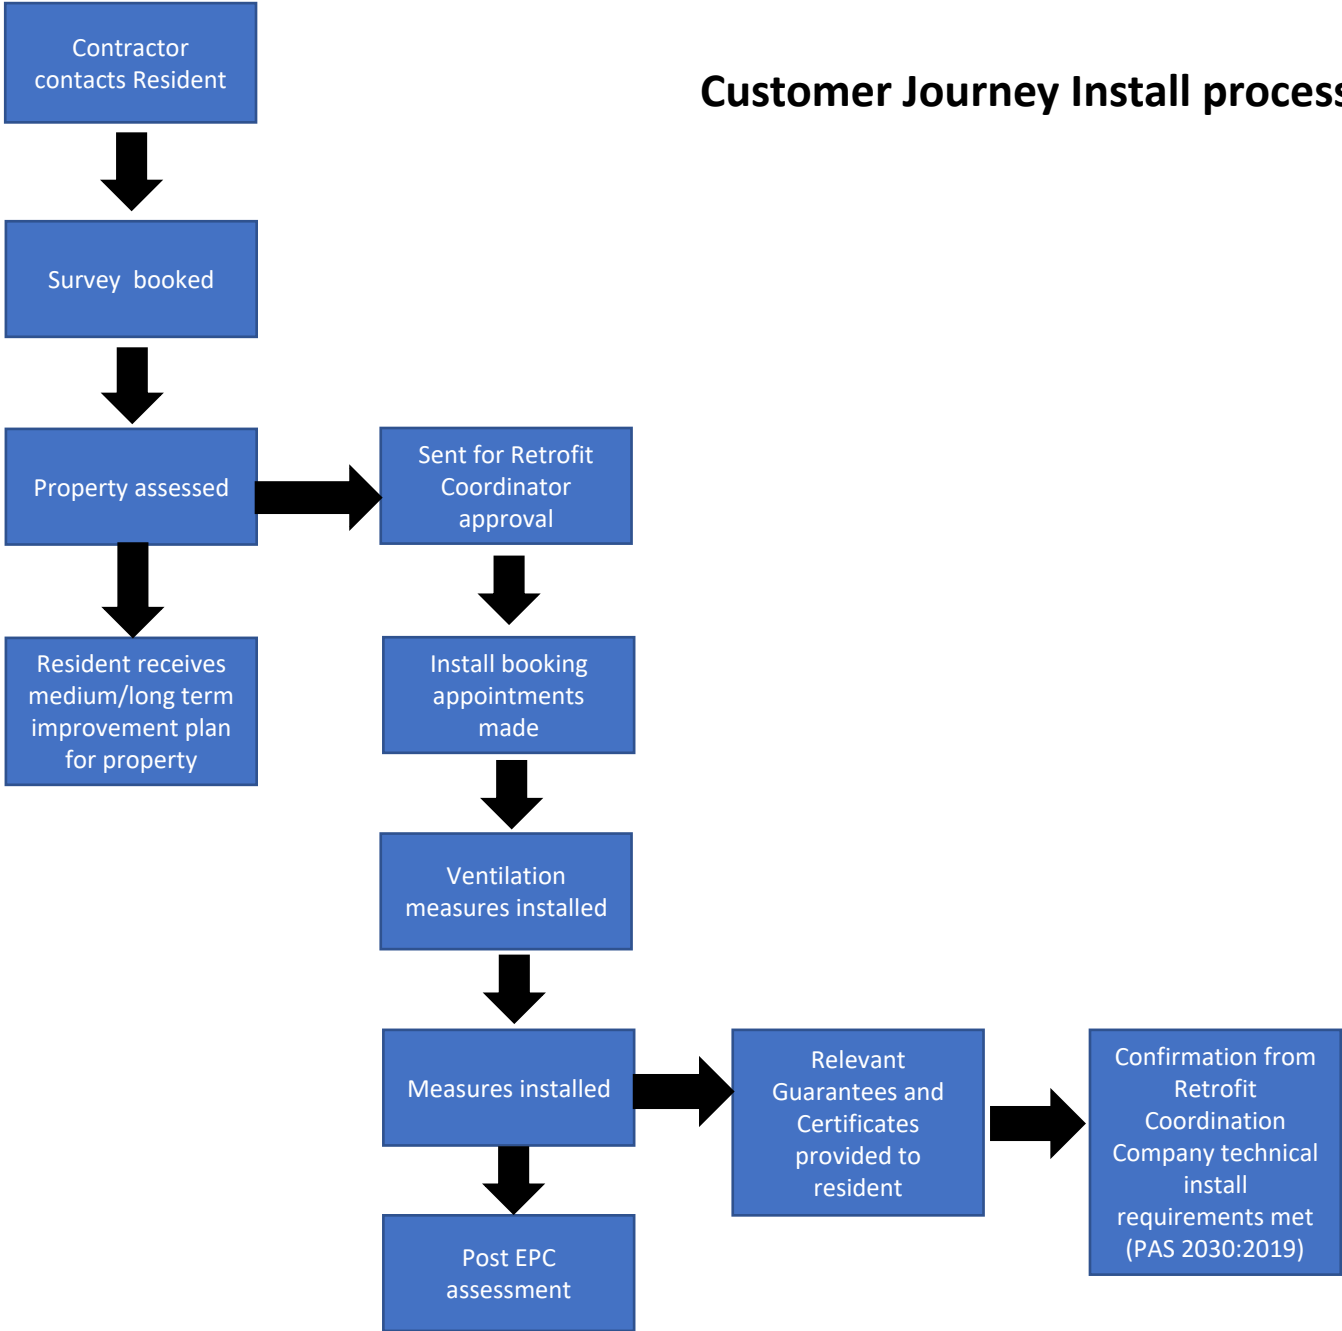 Customer Journey Install process
Contractor
contacts Resident
Survey booked
Property assessed
Resident receives
medium/long term
improvement plan
for property
Sent for Retrofit
Coordinator
approval
Install booking
appointments
made
Ventilation
measures installed
Measures installed
Post EPC
assessment
Relevant
Guarantees and
Certificates
provided to
resident
Confirmation from
Retrofit
Coordination
Company technical
install
requirements met
(PAS 2030:2019)